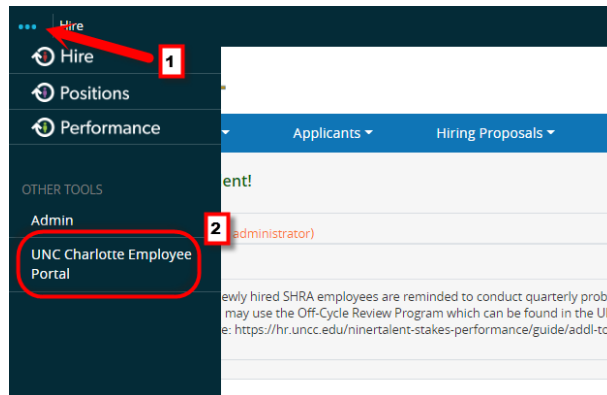 Hire
1
Hire
Positions
Performance
Applicants
Hiring Proposals
OTHER TOOLS
ent!
Admin
2
administrator)
UNC Charlotte Employee
Portal
ewly hired SHRA employees are reminded to conduct quarterly prob
may use the Off-Cycle Review Program which can be found in the U
e: https://hr.uncc.edu/ninertalent-stakes-performance/guide/addl-to